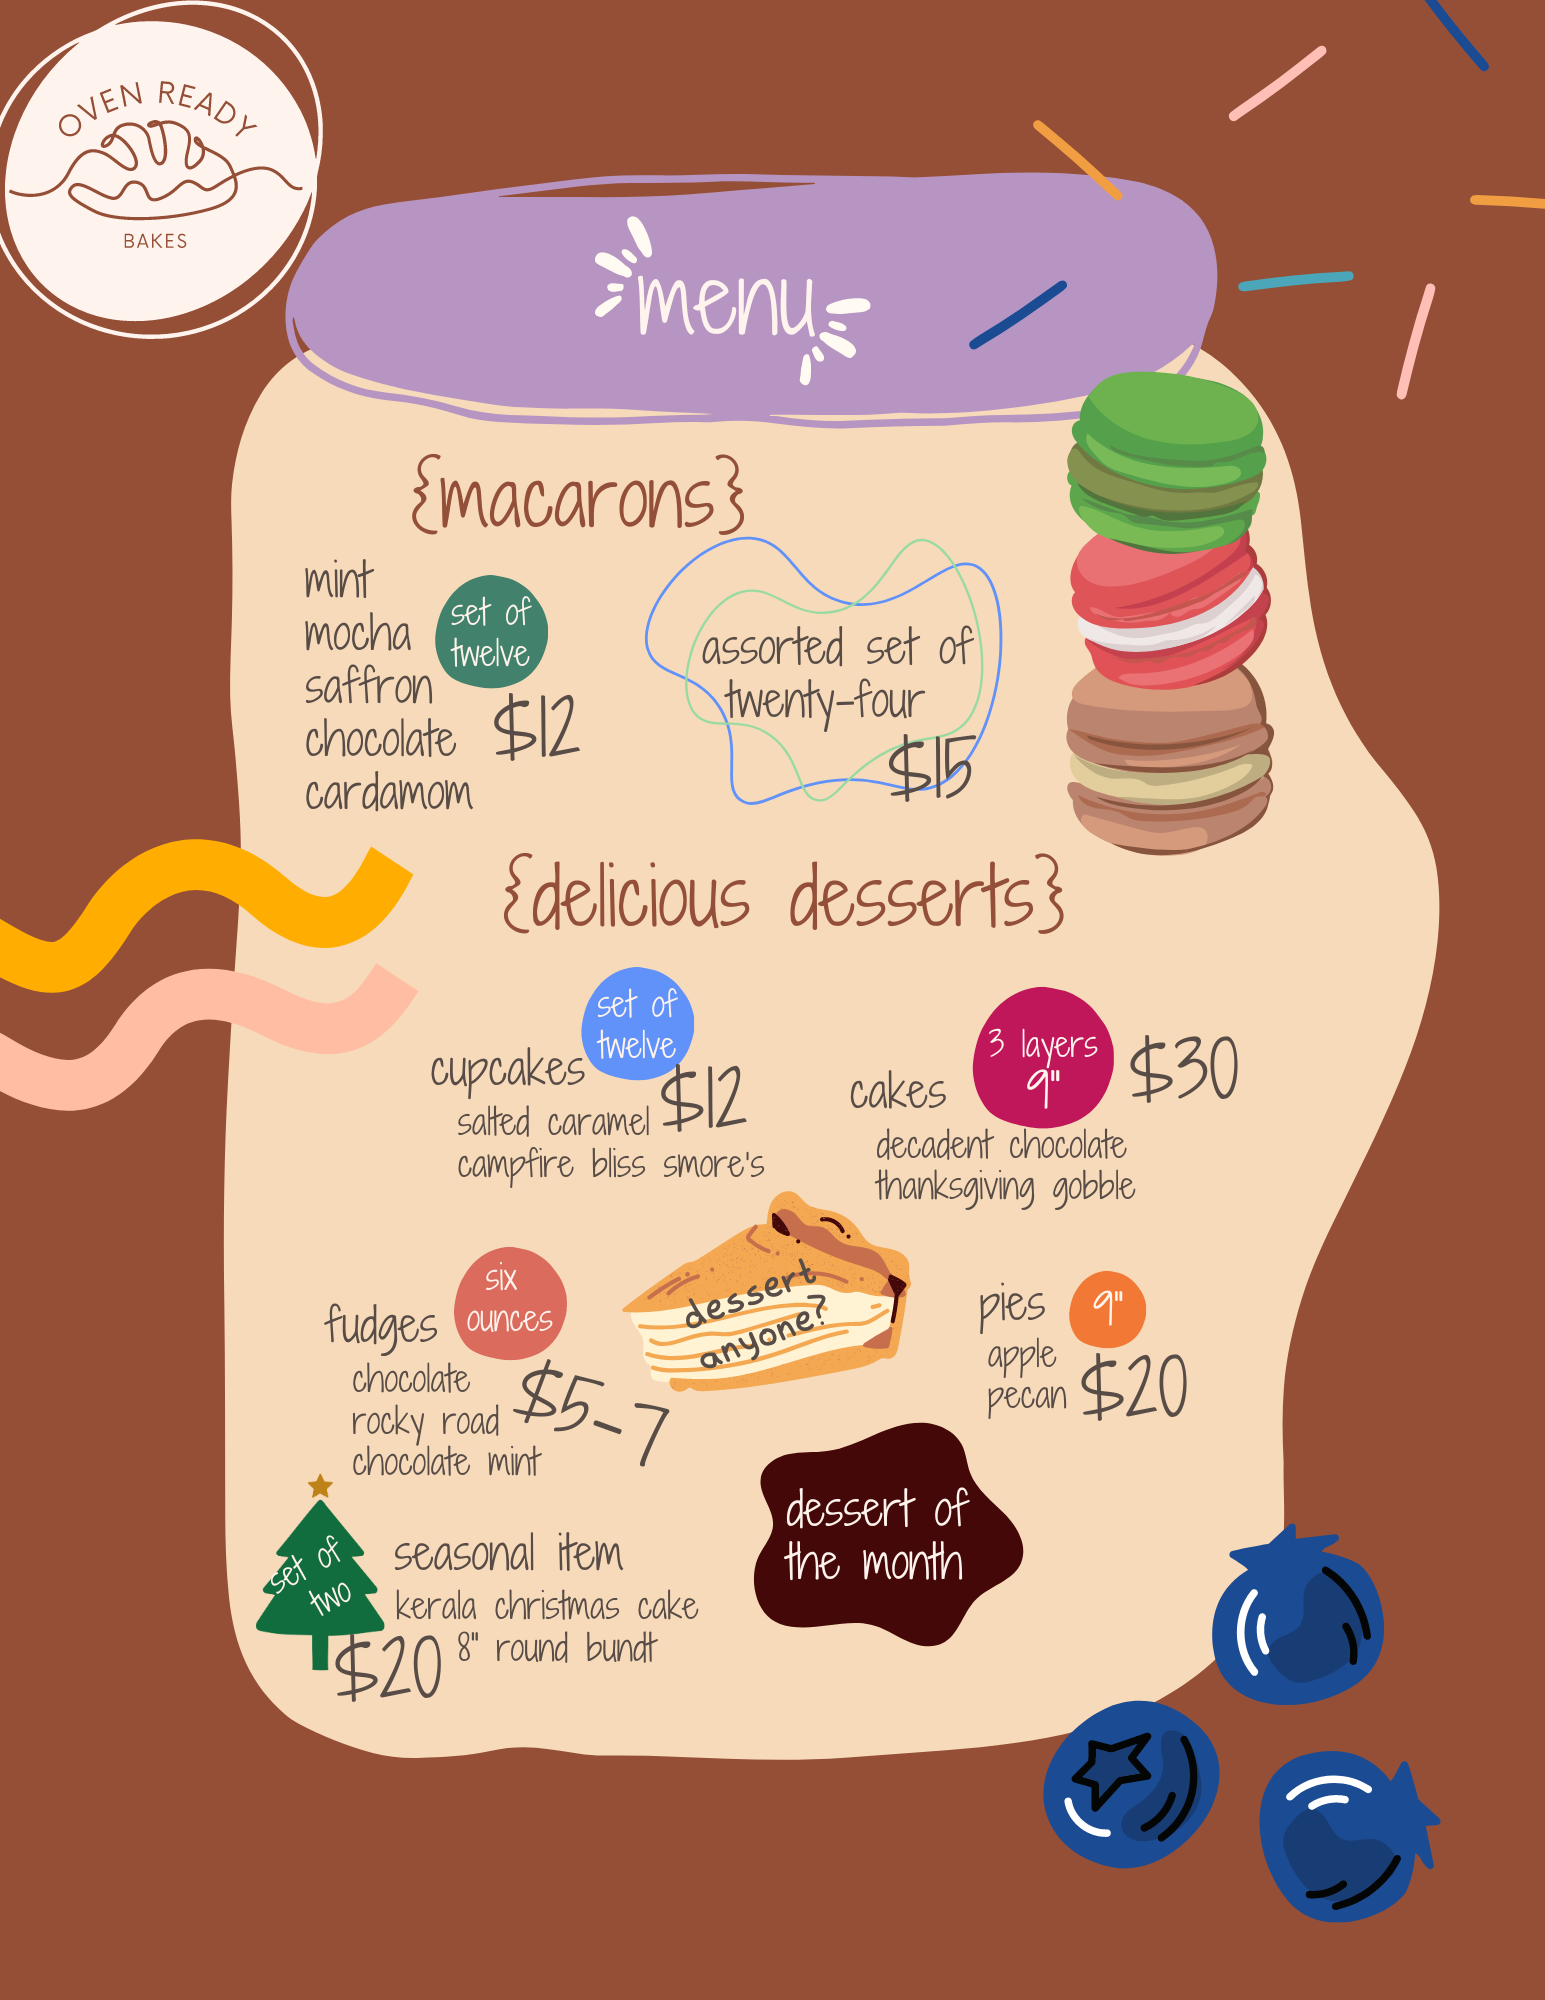 OVEN READY
BAKES
menu
{macarons}
mint
mocha
saffron
chocolate
cardamom
set of
twelve
$12
assorted set of
twenty-four
$15
{delicious desserts}
cupcakes
set of
twelve
$12
salted caramel
campfire bliss smore's
cakes
3 layers
9"
$30
decadent chocolate
thanksgiving gobble
fudges
six
ounces
chocolate
rocky road
chocolate mint
$5-7
dessert
anyone?
pies
9"
apple
pecan
$20
set of
two
$20
seasonal item
kerala christmas cake
8" round bundt
dessert of
the month